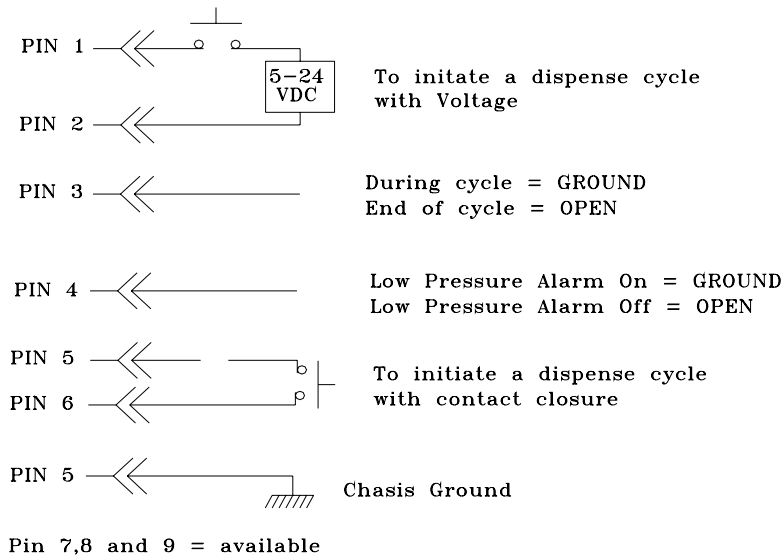 PIN 1
5-24
VDC
To initate a dispense cycle
with Voltage
PIN 2
PIN 3
During cycle = GROUND
End of cycle = OPEN
PIN 4
Low Pressure Alarm On = GROUND
Low Pressure Alarm Off = OPEN
PIN 5
To initiate a dispense cycle
with contact closure
PIN 6
PIN 5
Chasis Ground
Pin 7,8 and 9 = available